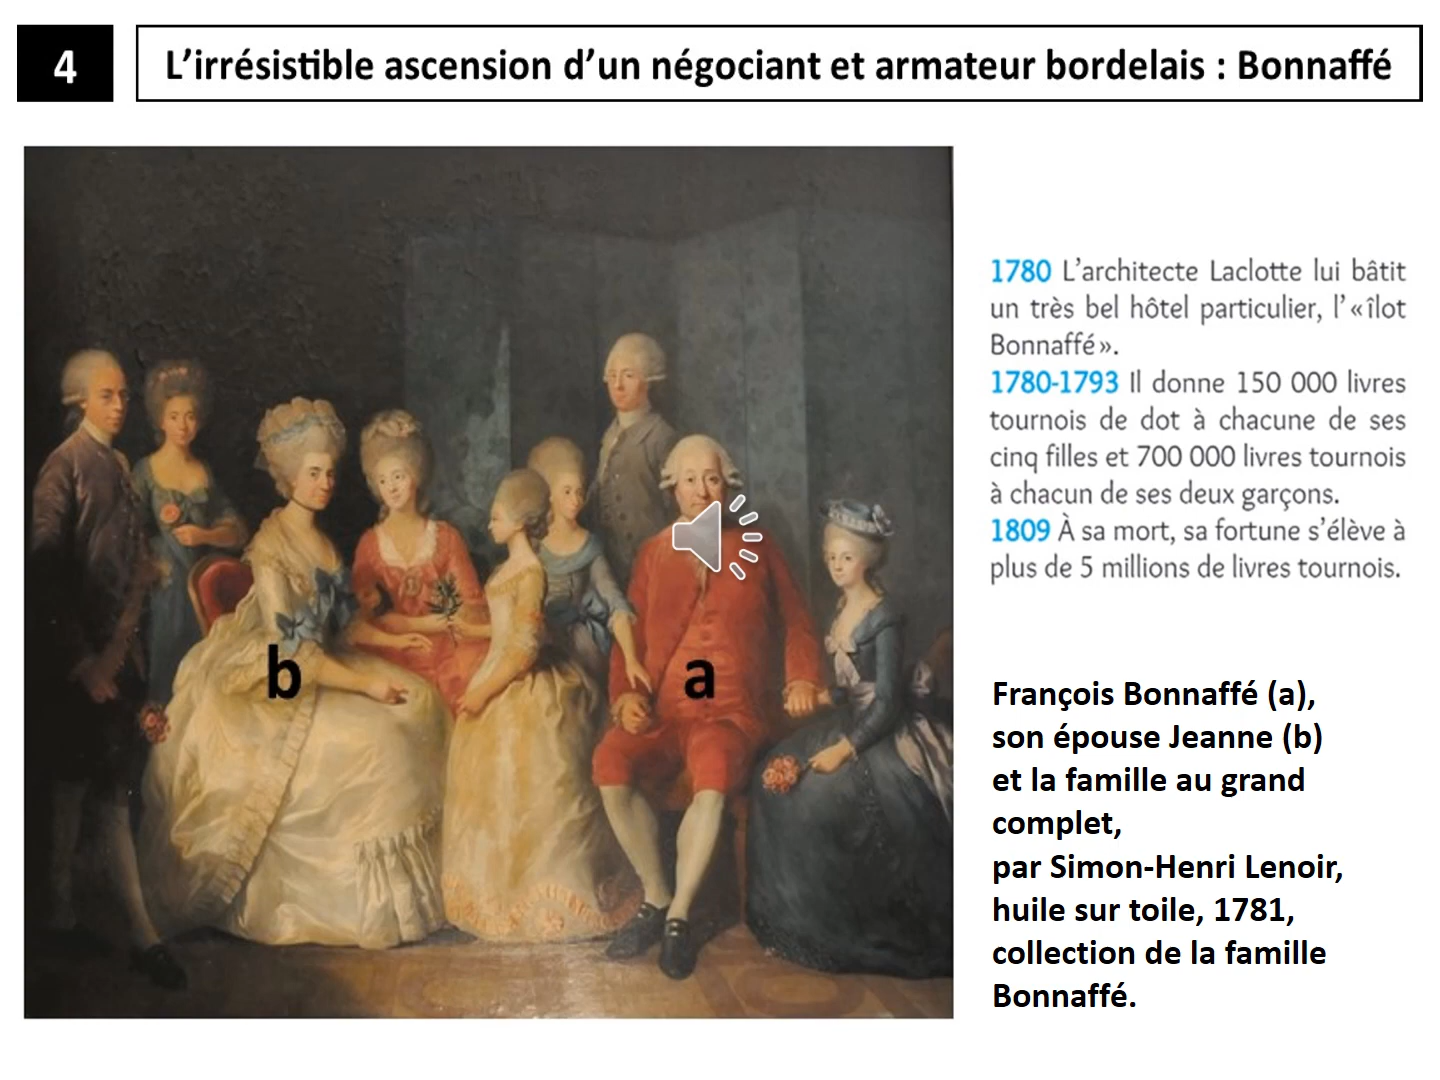 4
L’irrésistible ascension d’un négociant et armateur bordelais : Bonnaffé
1780 L’architecte Laclotte lui bâtit
un très bel hôtel particulier, l’«îlot
Bonnaffé».
1780-1793 Il donne 150 000 livres
tournois de dot à chacune de ses
cinq filles et 700 000 livres tournois
à chacun de ses deux garçons.
1809 À sa mort, sa fortune s’élève à
plus de 5 millions de livres tournois.
b
a
François Bonnaffé (a),
son épouse Jeanne (b)
et la famille au grand
complet,
par Simon-Henri Lenoir,
huile sur toile, 1781,
collection de la famille
Bonnaffé.